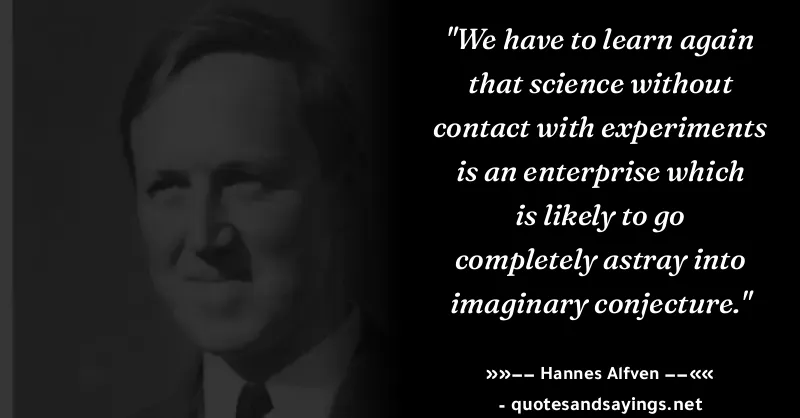 "We have to learn again
that science without
contact with experiments
is an enterprise which
is likely to go
completely astray into
imaginary conjecture."
»»–– Hannes Alfven ––««
- quotesandsayings.net